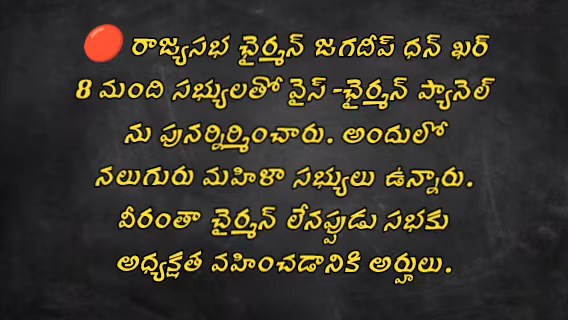 🔴 రాజ్యసభ ఛైర్మన్ జగదీప్ ధన్ ఖర్
8 మంది సభ్యులతో వైస్ -ఛైర్మన్ ప్యానెల్
ను పునర్నిర్మించారు. అందులో
నలుగురు మహిళా సభ్యులు ఉన్నారు.
వీరంతా ఛైర్మన్ లేనప్పుడు సభకు
అధ్యక్షత వహించడానికి అర్హులు.